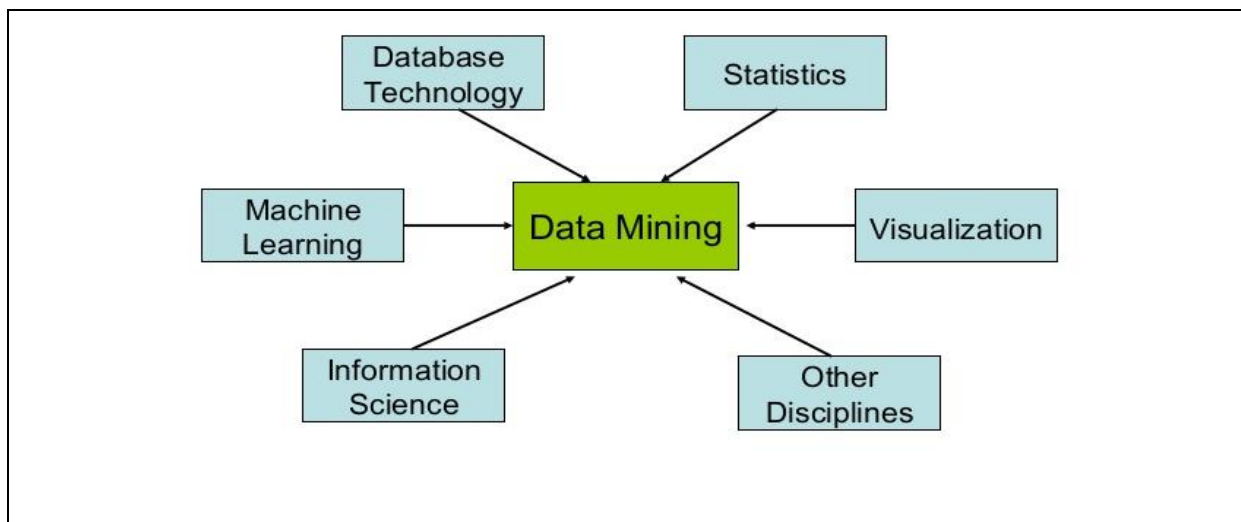 Database
Technology
Statistics
Machine
Learning
Data Mining
Visualization
Information
Science
Other
Disciplines